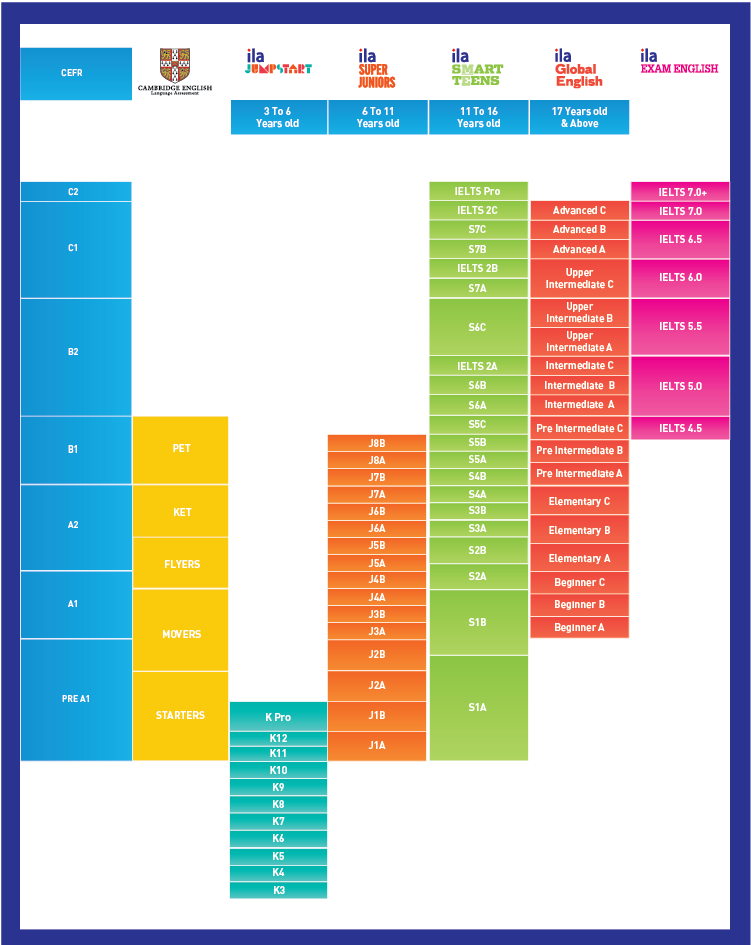 CEFR
CAMBRIDGE ENGLISH
Language Assessment
ila
JUMPSTART
ila
SUPER
JUNIORS
ila
SMART
TEENS
ila
Global
English
ila
EXAM ENGLISH
3 To 6
Years old
6 To 11
Years old
11 To 16
Years old
17 Years old
& Above
C2
C1
B2
B1
A2
A1
PRE A1
PET
KET
FLYERS
MOVERS
STARTERS
K Pro
K12
K11
K10
K9
K8
K7
K6
K5
K4
K3
J8B
J8A
J7B
J7A
J6B
J6A
J5B
J5A
J4B
J4A
J3B
J3A
J2B
J2A
J1B
J1A
IELTS Pro
IELTS 2C
S7C
S7B
IELTS 2B
S7A
S6C
IELTS 2A
S6B
S6A
S5C
S5B
S5A
S4B
S4A
S3B
S3A
S2B
S2A
S1B
S1A
Advanced C
Advanced B
Advanced A
Upper
Intermediate C
Upper
Intermediate B
Upper
Intermediate A
Intermediate C
Intermediate B
Intermediate A
Pre Intermediate C
Pre Intermediate B
Pre Intermediate A
Elementary C
Elementary B
Elementary A
Beginner C
Beginner B
Beginner A
IELTS 7.0+
IELTS 7.0
IELTS 6.5
IELTS 6.0
IELTS 5.5
IELTS 5.0
IELTS 4.5